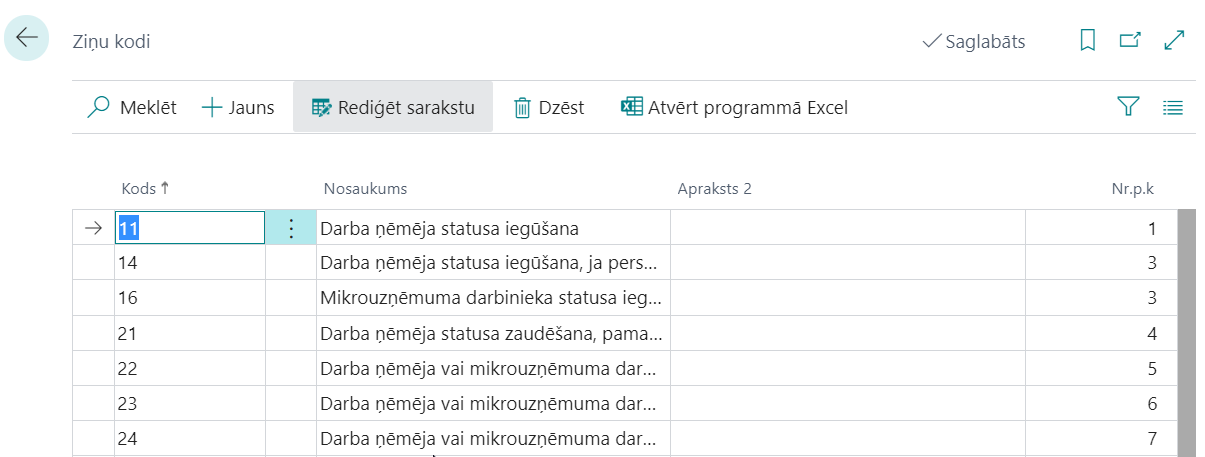 Ziņu kodi Saglabāts
Meklēt Jauns Rediģēt sarakstu Dzēst Atvērt programmā Excel
Kods ↑ Nosaukums Apraksts 2 Nr.p.k
11 Darba ņēmēja statusa iegūšana 1
14 Darba ņēmēja statusa iegūšana, ja pers... 3
16 Mikrouzņēmuma darbinieka statusa ieg... 3
21 Darba ņēmēja statusa zaudēšana, pama... 4
22 Darba ņēmēja vai mikrouzņēmuma dar... 5
23 Darba ņēmēja vai mikrouzņēmuma dar... 6
24 Darba ņēmēja vai mikrouzņēmuma dar... 7